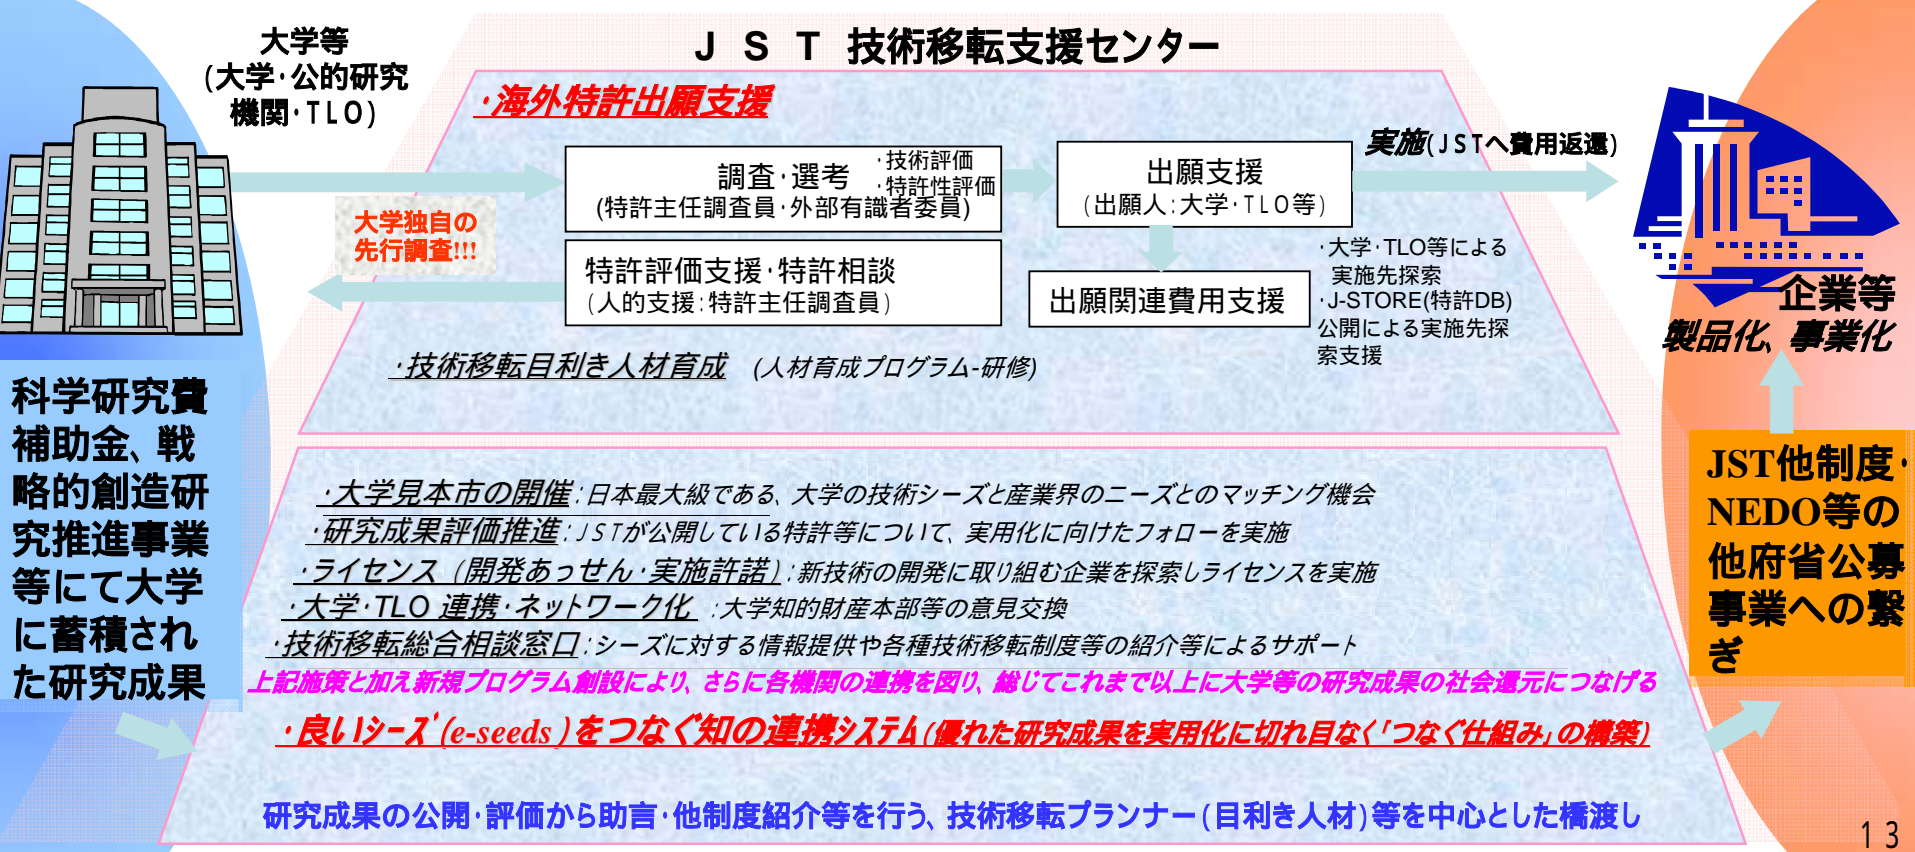 大学等
(大学･公的研究
機関･TLO)
JST 技術移転支援センター
･海外特許出願支援
調査･選考
･技術評価
･特許性評価
(特許主任調査員･外部有識者委員)
出願支援
(出願人:大学･TLO等)
実施(JSTへ費用返還)
大学独自の
先行調査!!!
特許評価支援･特許相談
(人的支援:特許主任調査員)
出願関連費用支援
･大学･TLO等による
実施先探索
･J-STORE(特許DB)
公開による実施先探
索支援
･技術移転目利き人材育成 (人材育成プログラム-研修)
企業等
製品化、事業化
科学研究費
補助金、戦
略的創造研
究推進事業
等にて大学
に蓄積され
た研究成果
･大学見本市の開催:日本最大級である、大学の技術シーズと産業界のニーズとのマッチング機会
･研究成果評価推進:JSTが公開している特許等について、実用化に向けたフォローを実施
･ライセンス(開発あっせん･実施許諾):新技術の開発に取り組む企業を探索しライセンスを実施
･大学･TLO 連携･ネットワーク化 :大学知的財産本部等の意見交換
･技術移転総合相談窓口:シーズに対する情報提供や各種技術移転制度等の紹介等によるサポート
上記施策と加え新規プログラム創設により、さらに各機関の連携を図り、総じてこれまで以上に大学等の研究成果の社会還元につなげる
･良いｼｰｽﾞ(e-seeds)をつなぐ知の連携ｼｽﾃﾑ(優れた研究成果を実用化に切れ目なく「つなぐ仕組み」の構築)
研究成果の公開･評価から助言･他制度紹介等を行う、技術移転プランナー(目利き人材)等を中心とした橋渡し
JST他制度･
NEDO等の
他府省公募
事業への繋
ぎ
13